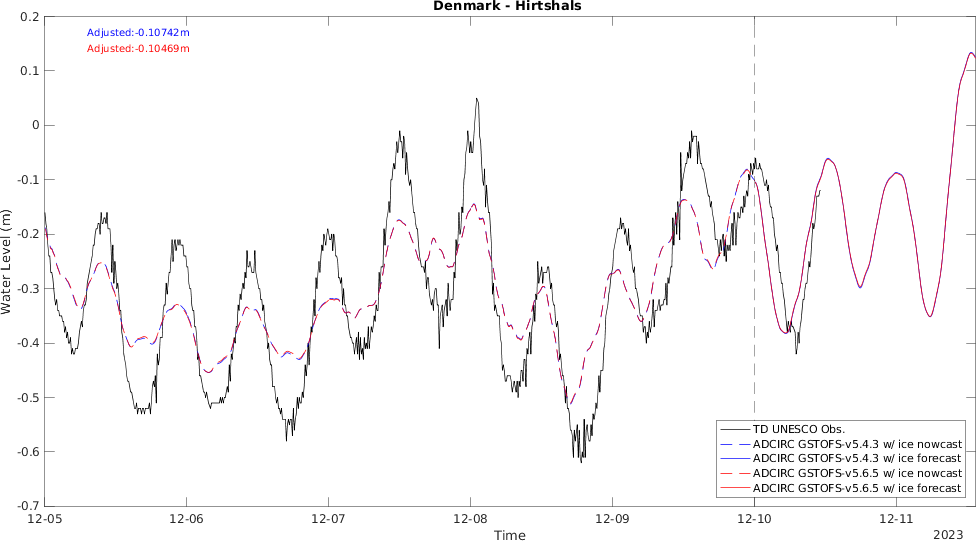 Denmark - Hirtshals
Adjusted:-0.10742m
Adjusted:-0.10469m
0.2
0.1
0
-0.1
-0.2
-0.3
-0.4
-0.5
-0.6
-0.7
Water Level (m)
TD UNESCO Obs.
ADCIRC GSTOFS-v5.4.3 w/ ice nowcast
ADCIRC GSTOFS-v5.4.3 w/ ice forecast
ADCIRC GSTOFS-v5.6.5 w/ ice nowcast
ADCIRC GSTOFS-v5.6.5 w/ ice forecast
12-05 12-06 12-07 12-08 12-09 12-10 12-11
Time
2023